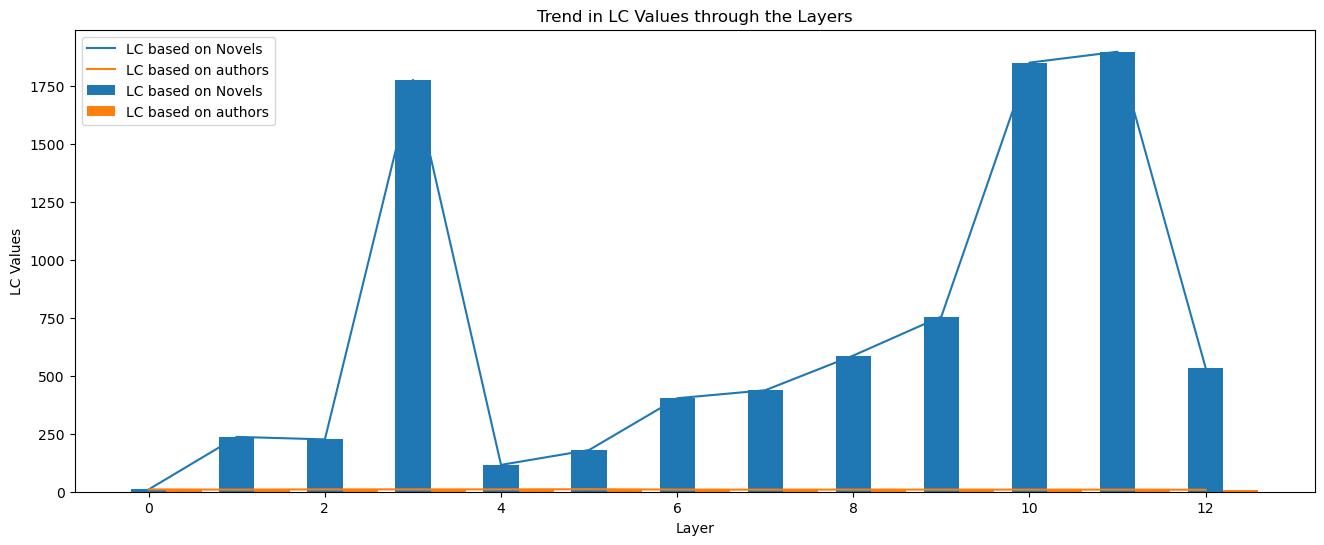 Trend in LC Values through the Layers
LC based on Novels
LC based on authors
LC based on Novels
LC based on authors
1750
1500
1250
1000
750
500
250
0
LC Values
0 2 4 6 8 10 12
Layer